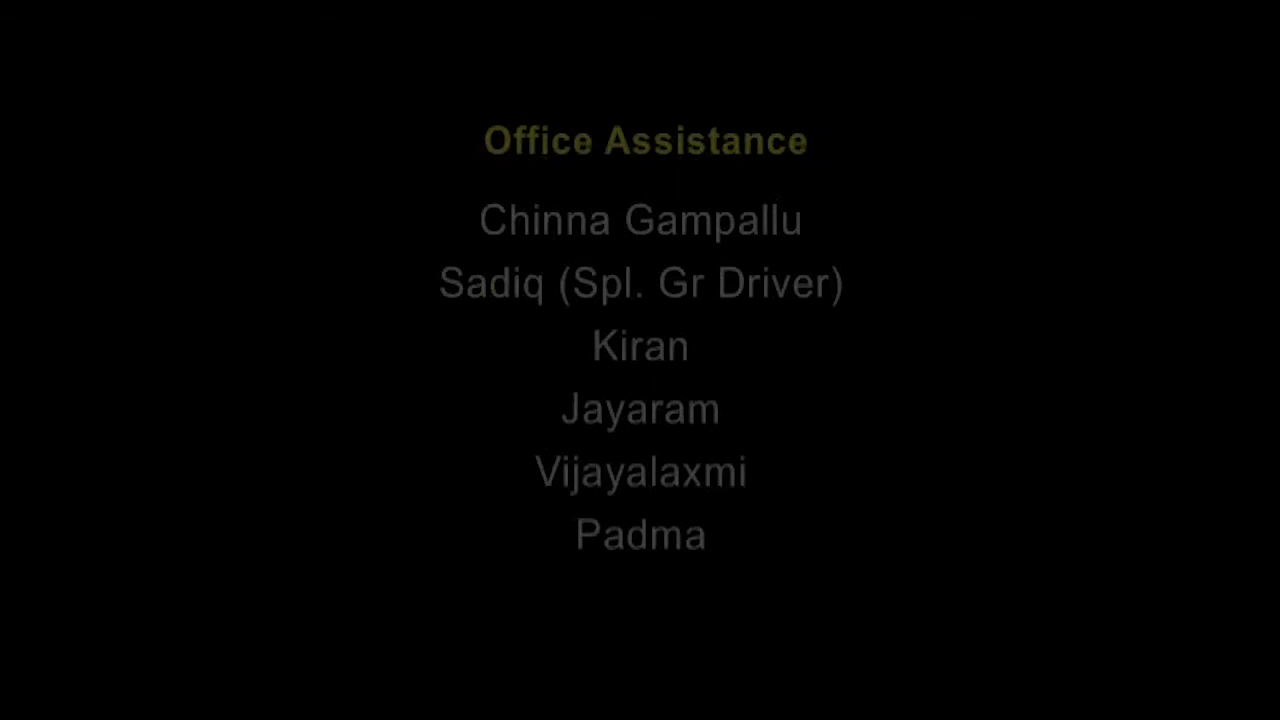 Office Assistance
Chinna Gampallu
Sadiq (Spl. Gr Driver)
Kiran
Jayaram
Vijayalaxmi
Padma